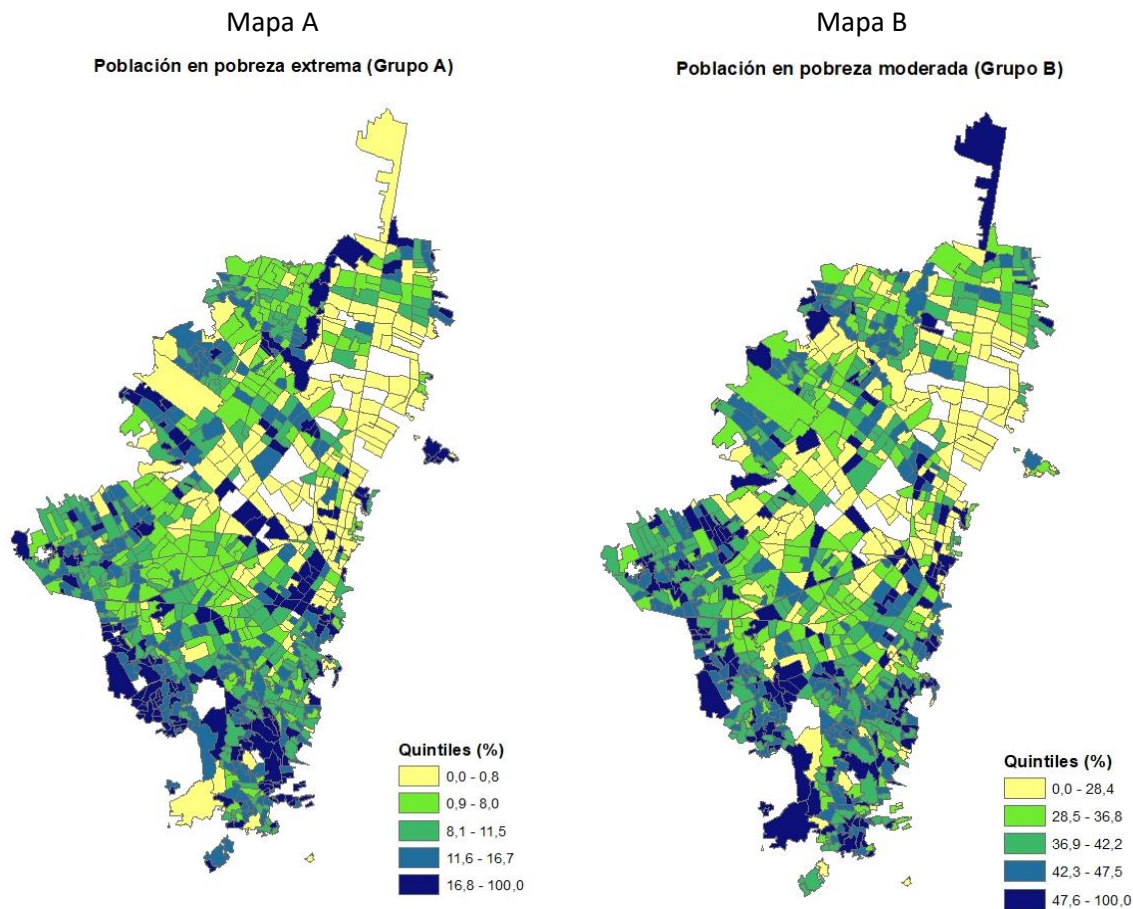 Mapa A
Población en pobreza extrema (Grupo A)
Quintiles (%)
0,0 - 0,8
0,9 - 8,0
8,1 - 11,5
11,6 - 16,7
16,8 - 100,0
Mapa B
Población en pobreza moderada (Grupo B)
Quintiles (%)
0,0 - 28,4
28,5 - 36,8
36,9 - 42,2
42,3 - 47,5
47,6 - 100,0